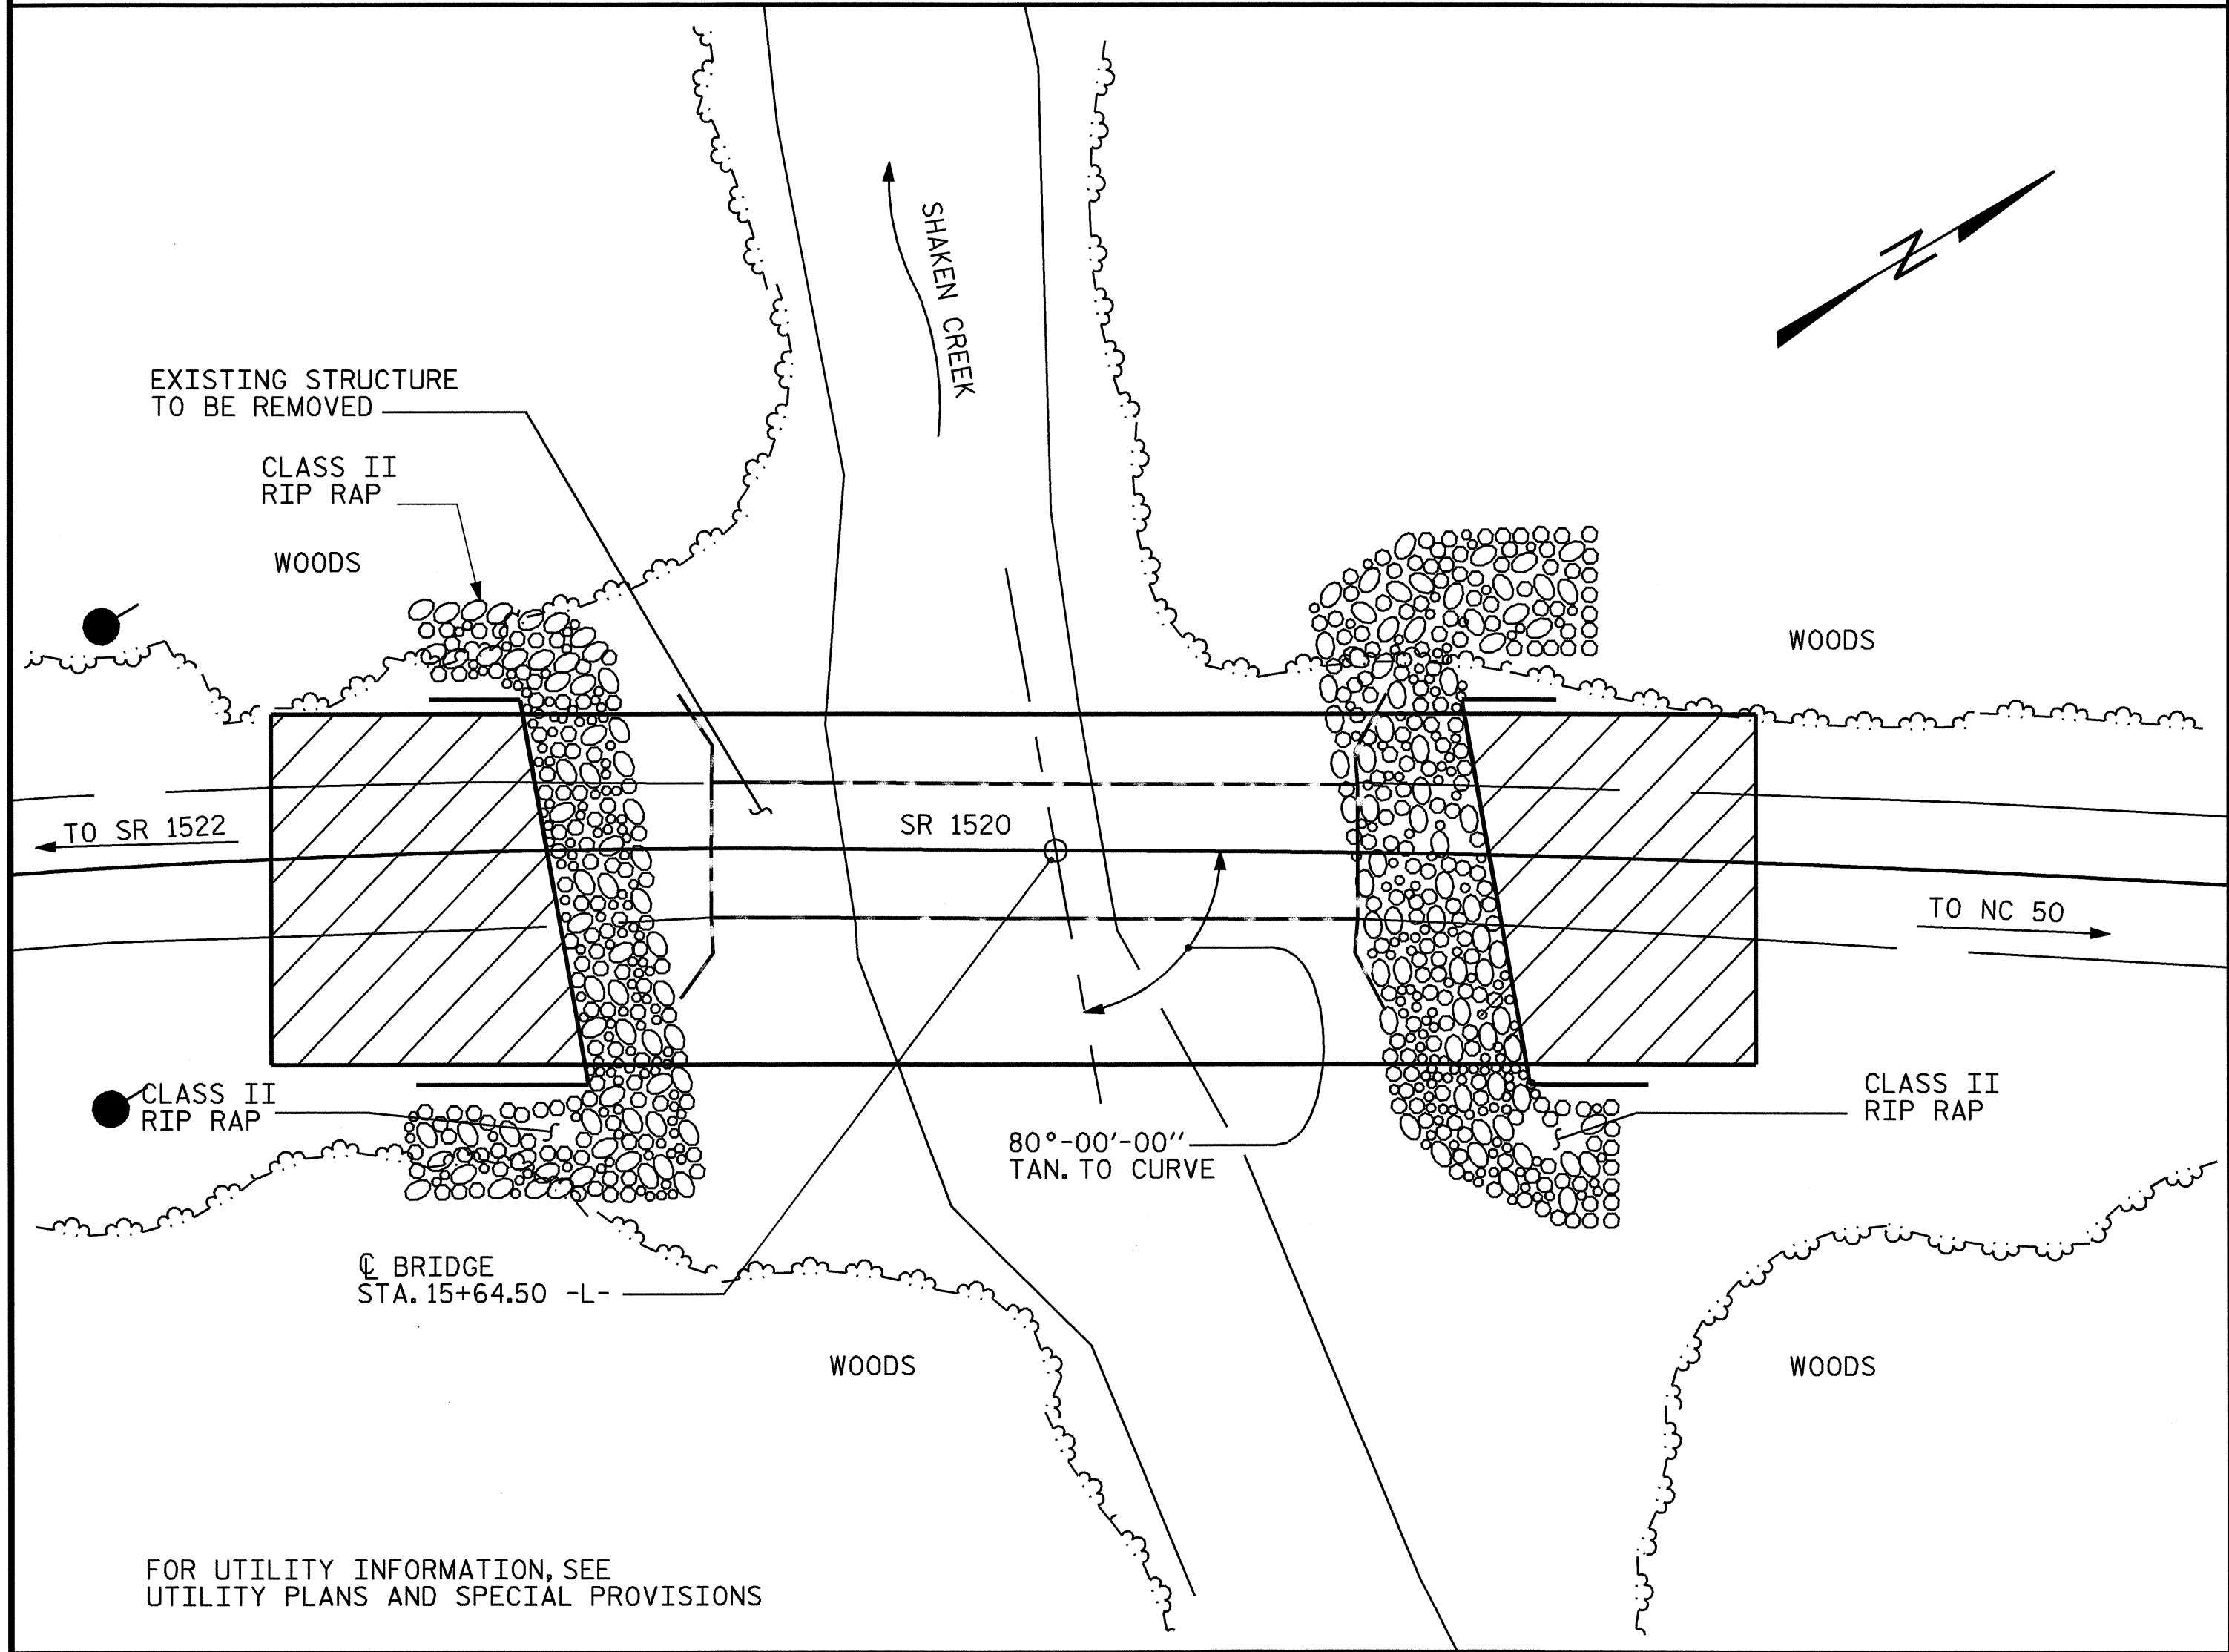 SHAKEN CREEK
N
EXISTING STRUCTURE
TO BE REMOVED
CLASS II
RIP RAP
WOODS
WOODS
TO SR 1522
SR 1520
TO NC 50
CLASS II
RIP RAP
CLASS II
RIP RAP
80°-00'-00"
TAN. TO CURVE
℄ BRIDGE
STA. 15+64.50 -L-
WOODS
WOODS
FOR UTILITY INFORMATION, SEE
UTILITY PLANS AND SPECIAL PROVISIONS